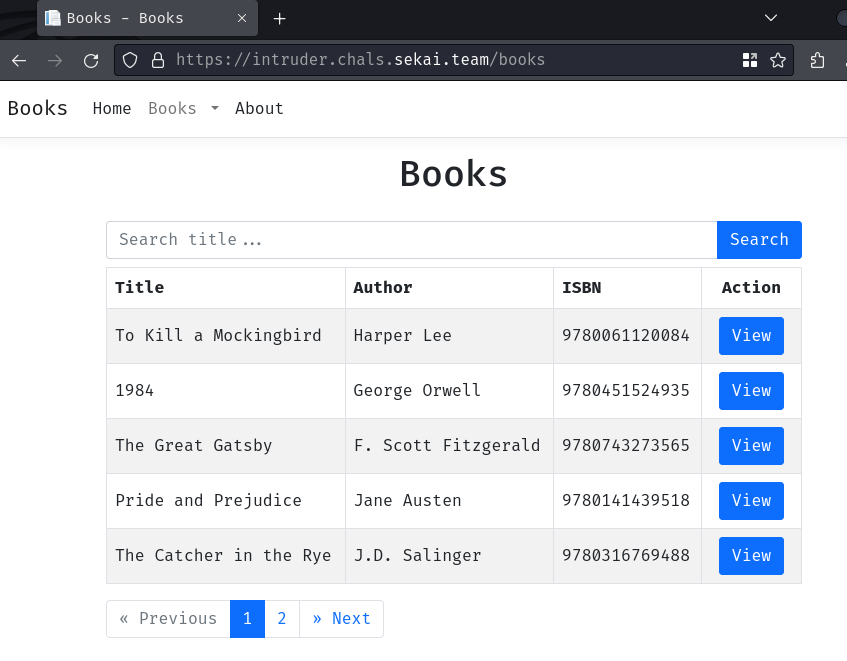 Books - Books
https://intruder.chals.sekai.team/books
Books Home Books About
Books
Search title... Search
Title Author ISBN Action
To Kill a Mockingbird Harper Lee 9780061120084 View
1984 George Orwell 9780451524935 View
The Great Gatsby F. Scott Fitzgerald 9780743273565 View
Pride and Prejudice Jane Austen 9780141439518 View
The Catcher in the Rye J.D. Salinger 9780316769488 View
« Previous 1 2 » Next